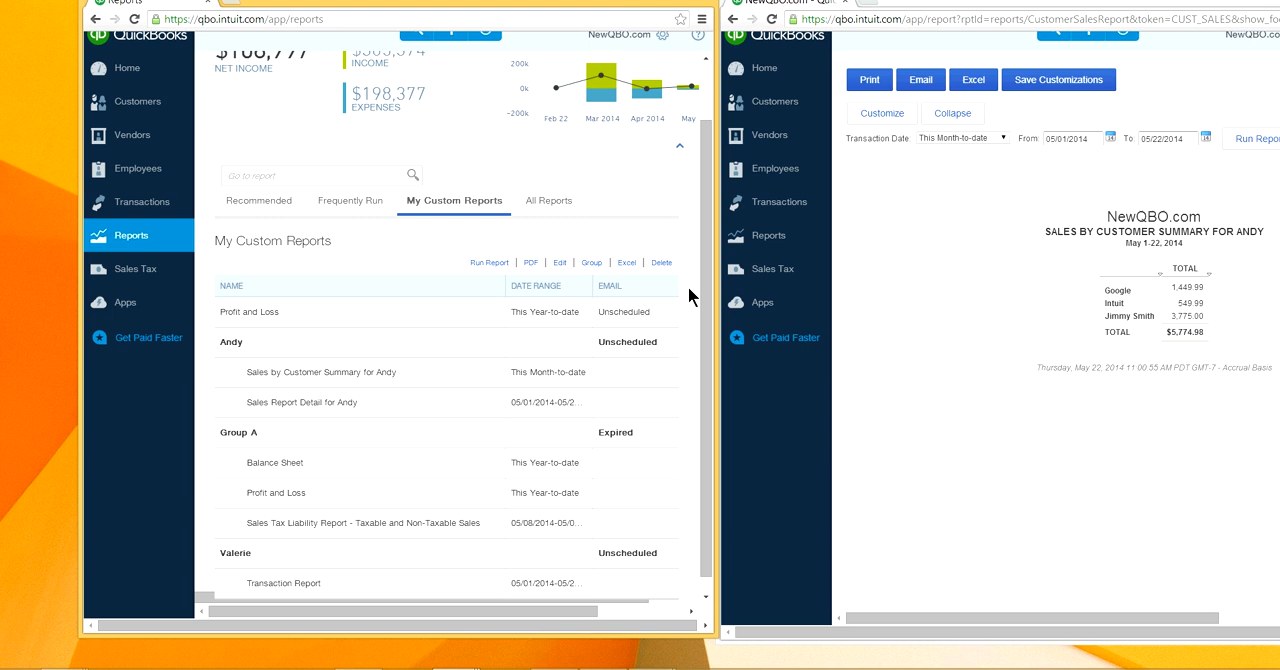 Reports
https://qbo.intuit.com/app/reports
QuickBooks
NewQBO.com
Home
Customers
Vendors
Employees
Transactions
Reports
Sales Tax
Apps
Get Paid Faster
NET INCOME
INCOME
$198,377
EXPENSES
200k
0k
-200k
Feb 22
Mar 2014
Apr 2014
May
Go to report
Recommended
Frequently Run
My Custom Reports
All Reports
My Custom Reports
Run Report | PDF | Edit | Group | Excel | Delete
NAME DATE RANGE EMAIL
Profit and Loss This Year-to-date Unscheduled
Andy Unscheduled
Sales by Customer Summary for Andy This Month-to-date
Sales Report Detail for Andy 05/01/2014-05/2...
Group A Expired
Balance Sheet This Year-to-date
Profit and Loss This Year-to-date
Sales Tax Liability Report - Taxable and Non-Taxable Sales 05/08/2014-05/0...
Valerie Unscheduled
Transaction Report 05/01/2014-05/2...
https://qbo.intuit.com/app/report?rptId=reports/CustomerSalesReport&token=CUST_SALES&show_fo
QuickBooks
Home
Customers
Vendors
Employees
Transactions
Reports
Sales Tax
Apps
Get Paid Faster
Print Email Excel Save Customizations
Customize Collapse
Transaction Date: This Month-to-date From: 05/01/2014 To: 05/22/2014 Run Repo
NewQBO.com
SALES BY CUSTOMER SUMMARY FOR ANDY
May 1-22, 2014
TOTAL
Google 1,449.99
Intuit 549.99
Jimmy Smith 3,775.00
TOTAL $5,774.98
Thursday, May 22, 2014 11:00:55 AM PDT GMT-7 - Accrual Basis